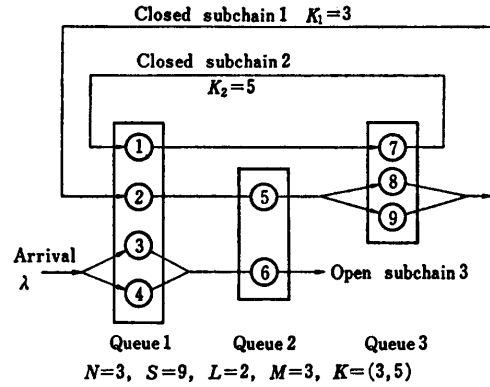 Closed subchain 1 K₁=3
Closed subchain 2
K₂=5
1
7
2
5
8
9
3
4
6
Arrival
λ
Open subchain 3
Queue 1
Queue 2
Queue 3
N=3, S=9, L=2, M=3, K=(3,5)